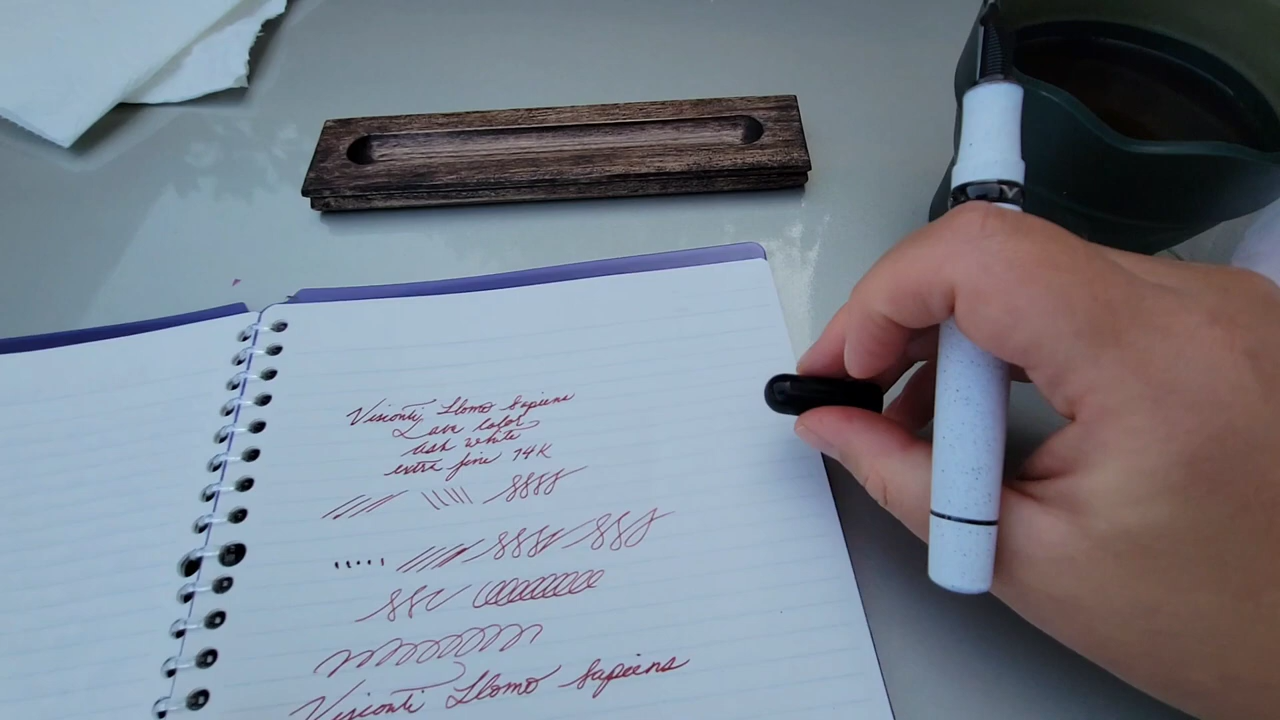 Visconti Homo Sapiens
Lava Color
ash white
extra fine 14K
Visconti Homo Sapiens